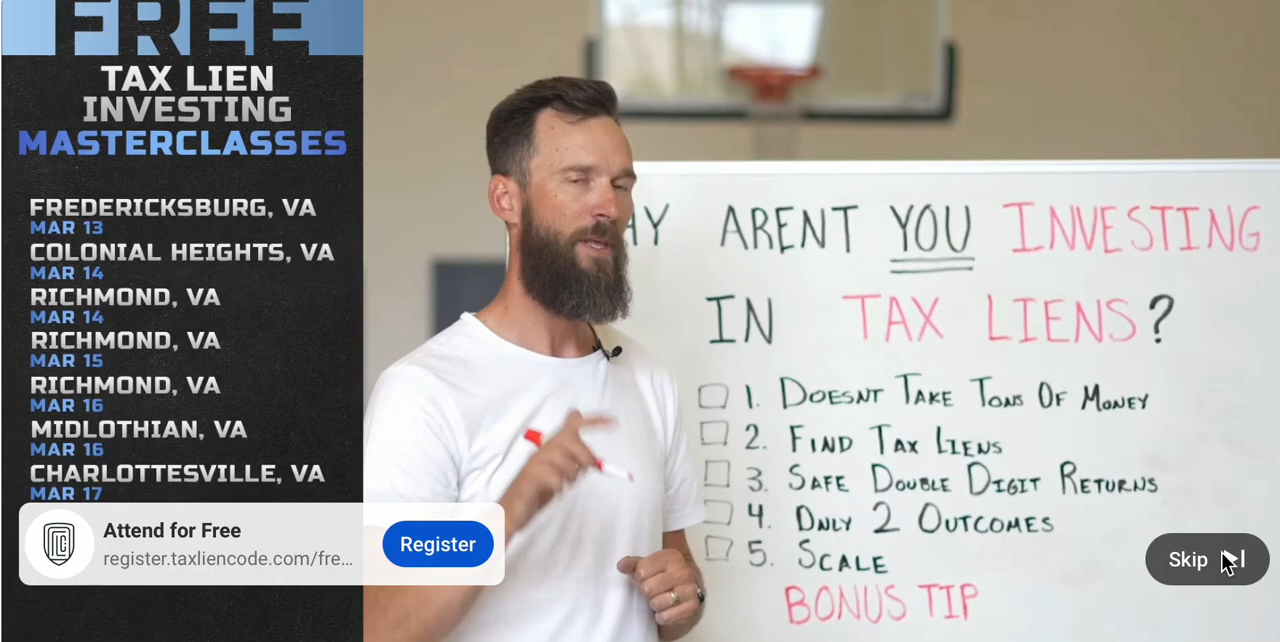 FREE
TAX LIEN
INVESTING
MASTERCLASSES
FREDERICKSBURG, VA
MAR 13
COLONIAL HEIGHTS, VA
MAR 14
RICHMOND, VA
MAR 14
RICHMOND, VA
MAR 15
RICHMOND, VA
MAR 16
MIDLOTHIAN, VA
MAR 16
CHARLOTTESVILLE, VA
MAR 17
Attend for Free
register.taxliencode.com/fre...
Register
ARENT YOU INVESTING
IN TAX LIENS?
1. DOESNT TAKE TONS OF MONEY
2. FIND TAX LIENS
3. SAFE DOUBLE DIGIT RETURNS
4. ONLY 2 OUTCOMES
5. SCALE
BONUS TIP
Skip